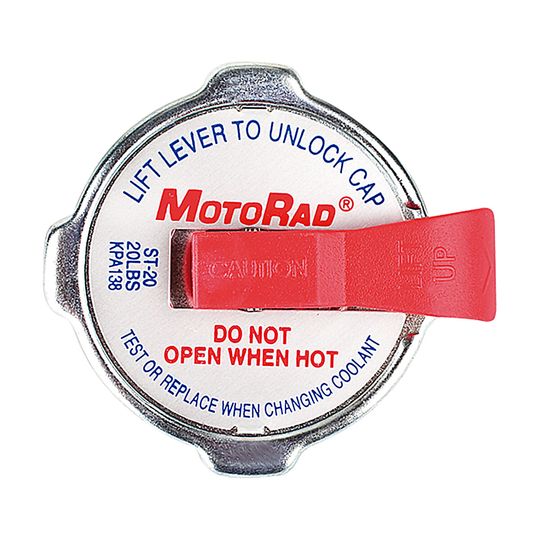 LIFT LEVER TO UNLOCK CAP
MOTORAD®
ST-20
20LBS
KPA138
CAUTION
LIFT
UP
DO NOT
OPEN WHEN HOT
TEST OR REPLACE WHEN CHANGING COOLANT